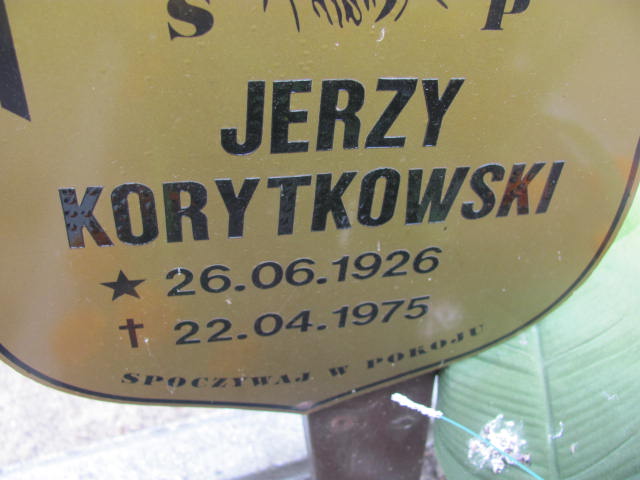 S P
JERZY
KORYTKOWSKI
★ 26.06.1926
✝ 22.04.1975
SPOCZYWAJ W POKOJU